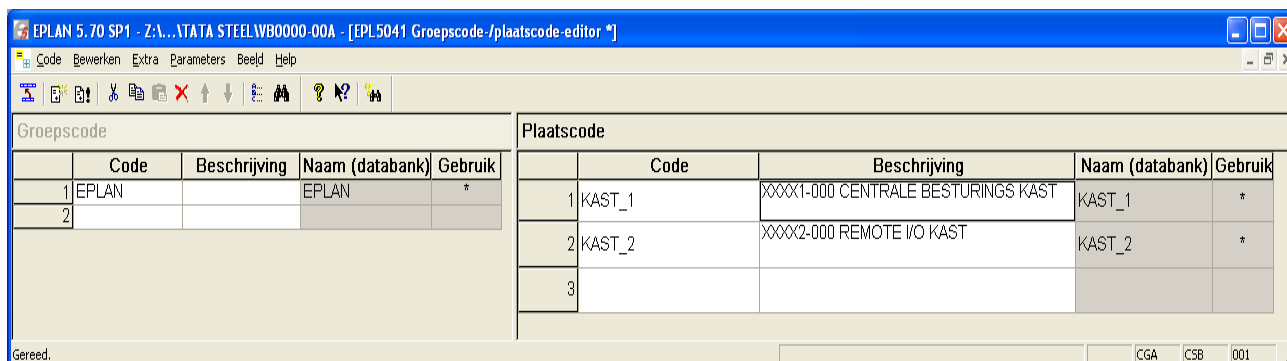 EPLAN 5.70 SP1 - Z:\...\TATA STEEL\VB0000-00A - [EPL5041 Groepscode-/plaatscode-editor *]
Code Bewerken Extra Parameters Beeld Help
Groepscode
Code Beschrijving Naam (databank) Gebruik
1 EPLAN EPLAN *
2
Plaatscode
Code Beschrijving Naam (databank) Gebruik
1 KAST_1 XXXX1-000 CENTRALE BESTURINGS KAST KAST_1 *
2 KAST_2 XXXX2-000 REMOTE I/O KAST KAST_2 *
3
Gereed. CGA CSB 001